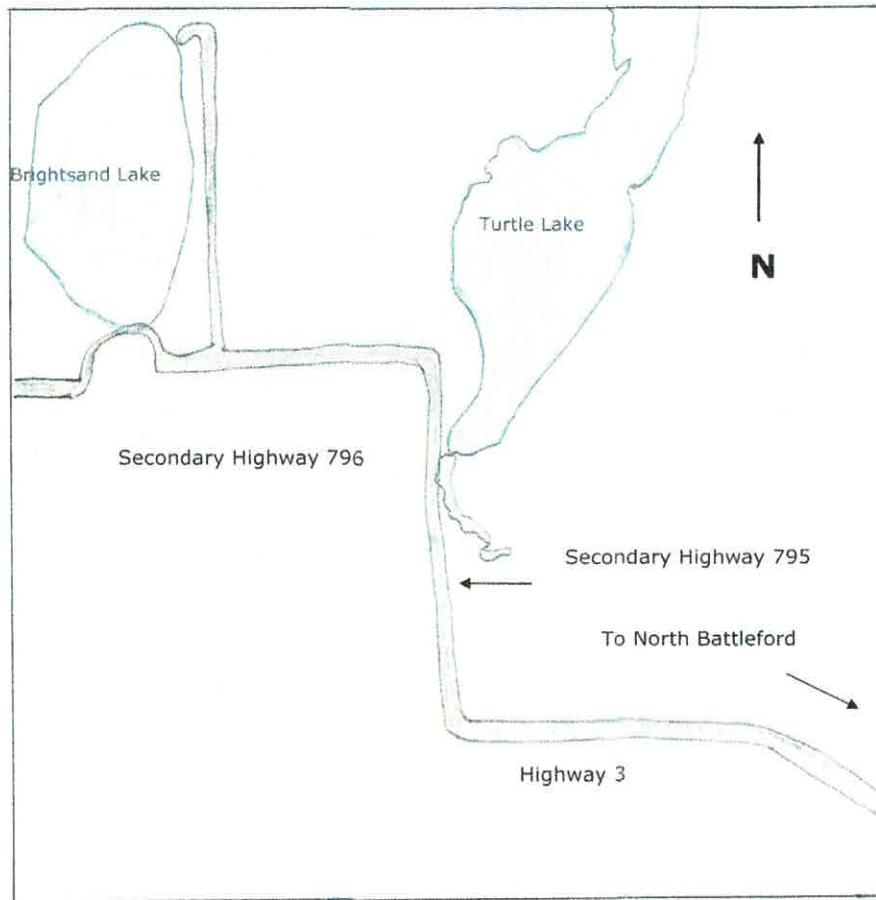 Brightsand Lake
Turtle Lake
N
Secondary Highway 796
Secondary Highway 795
To North Battleford
Highway 3